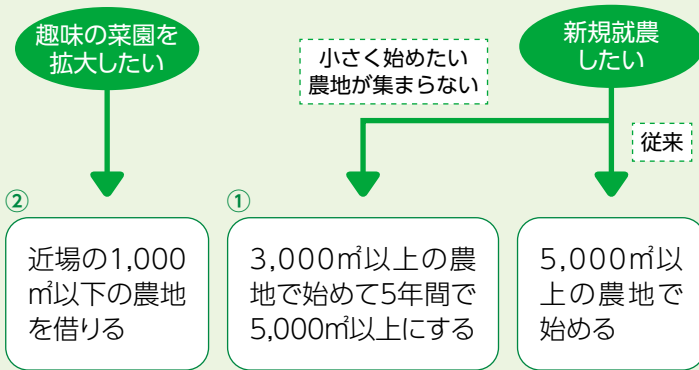 趣味の菜園を
拡大したい
新規就農
したい
小さく始めたい
農地が集まらない
従来
②
近場の1,000
㎡以下の農地
を借りる
①
3,000㎡以上の農
地で始めて5年間で
5,000㎡以上にする
5,000㎡以
上の農地で
始める